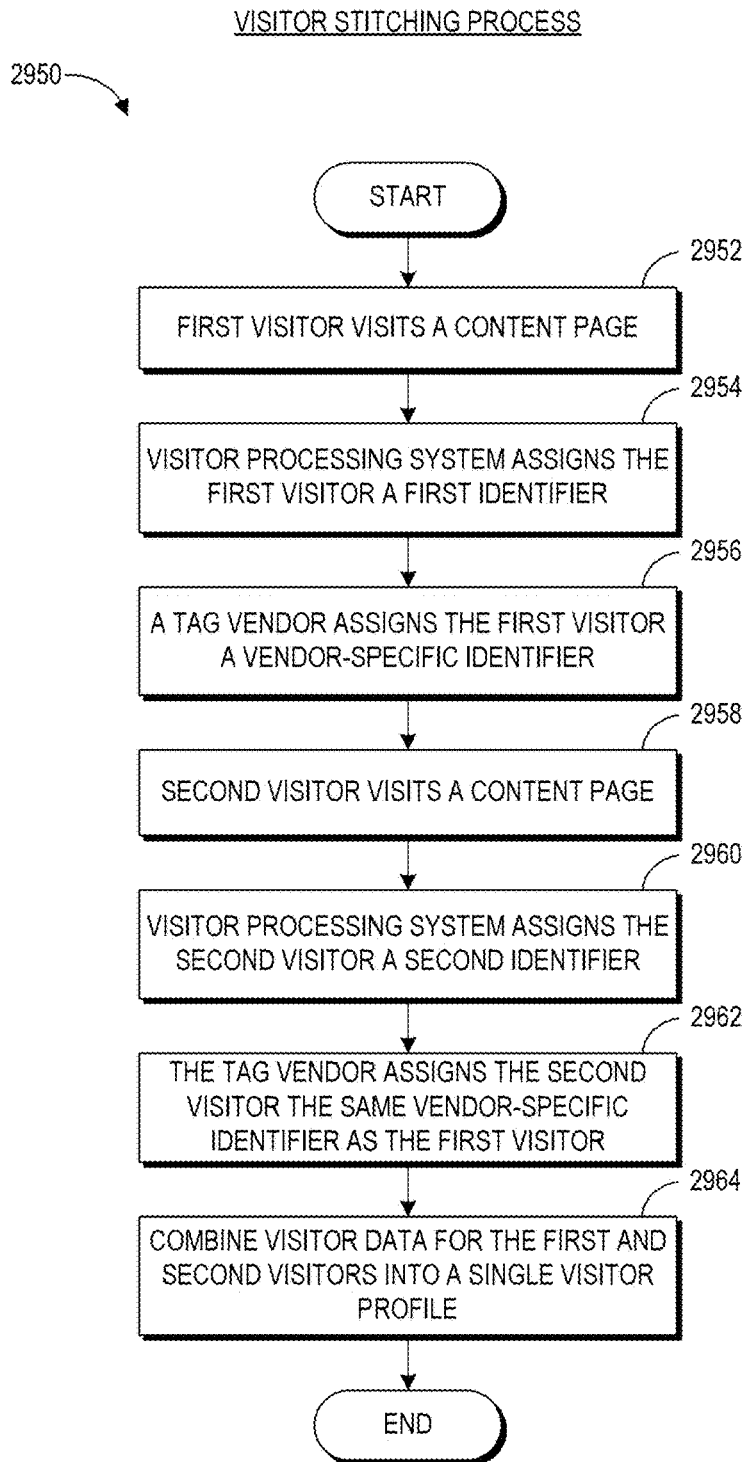 VISITOR STITCHING PROCESS
2950
START
2952
FIRST VISITOR VISITS A CONTENT PAGE
2954
VISITOR PROCESSING SYSTEM ASSIGNS THE
FIRST VISITOR A FIRST IDENTIFIER
2956
A TAG VENDOR ASSIGNS THE FIRST VISITOR
A VENDOR-SPECIFIC IDENTIFIER
2958
SECOND VISITOR VISITS A CONTENT PAGE
2960
VISITOR PROCESSING SYSTEM ASSIGNS THE
SECOND VISITOR A SECOND IDENTIFIER
2962
THE TAG VENDOR ASSIGNS THE SECOND
VISITOR THE SAME VENDOR-SPECIFIC
IDENTIFIER AS THE FIRST VISITOR
2964
COMBINE VISITOR DATA FOR THE FIRST AND
SECOND VISITORS INTO A SINGLE VISITOR
PROFILE
END